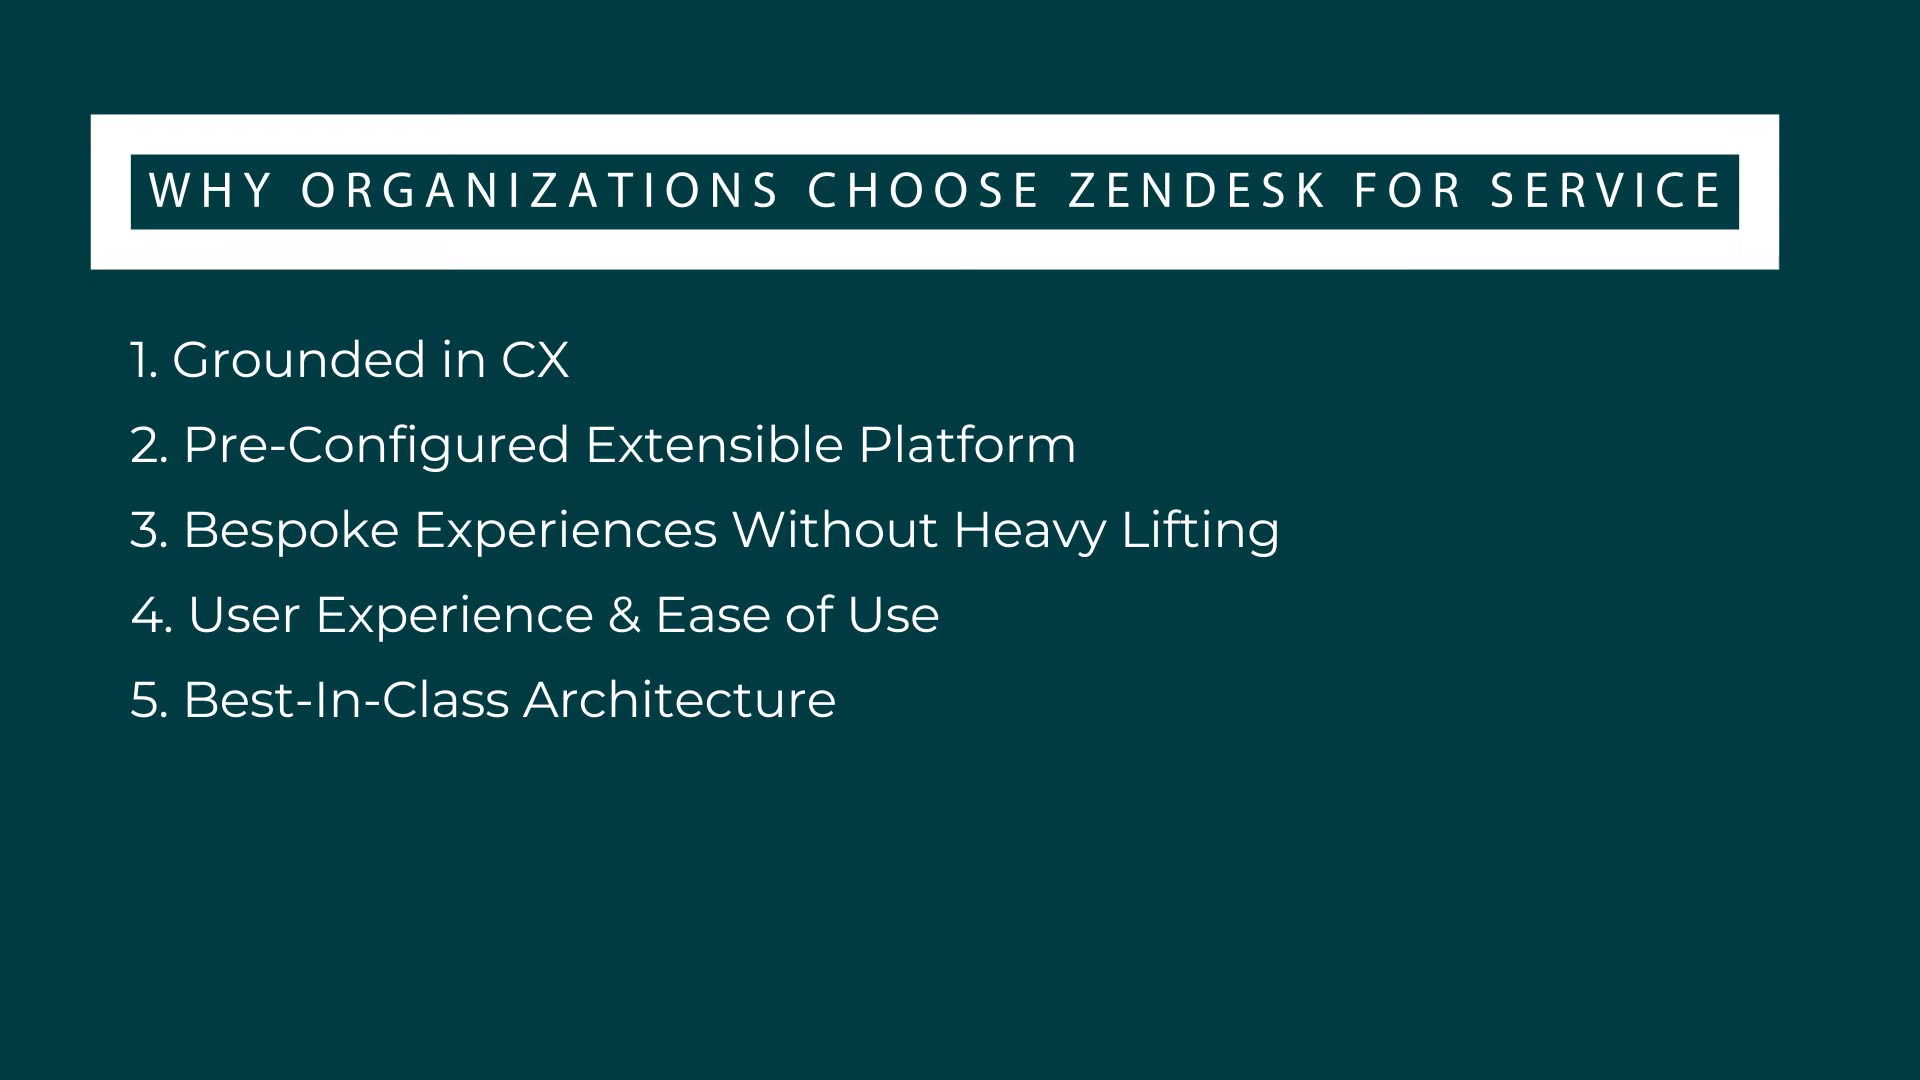 WHY ORGANIZATIONS CHOOSE ZENDESK FOR SERVICE
1. Grounded in CX
2. Pre-Configured Extensible Platform
3. Bespoke Experiences Without Heavy Lifting
4. User Experience & Ease of Use
5. Best-In-Class Architecture